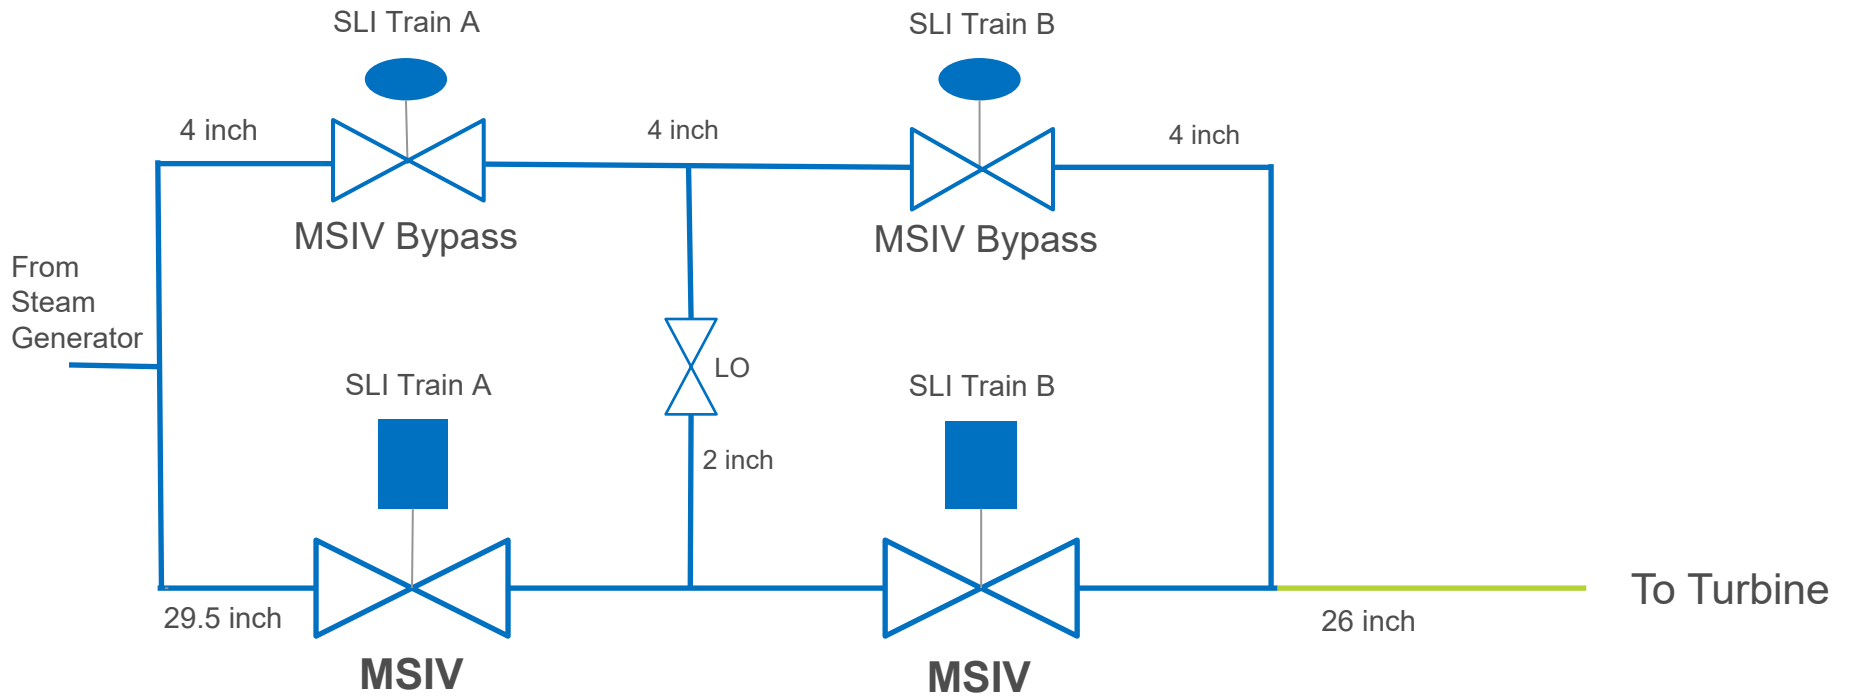 SLI Train A
SLI Train B
4 inch
4 inch
4 inch
MSIV Bypass
MSIV Bypass
From
Steam
Generator
SLI Train A
LO
SLI Train B
2 inch
29.5 inch
MSIV
MSIV
26 inch
To Turbine